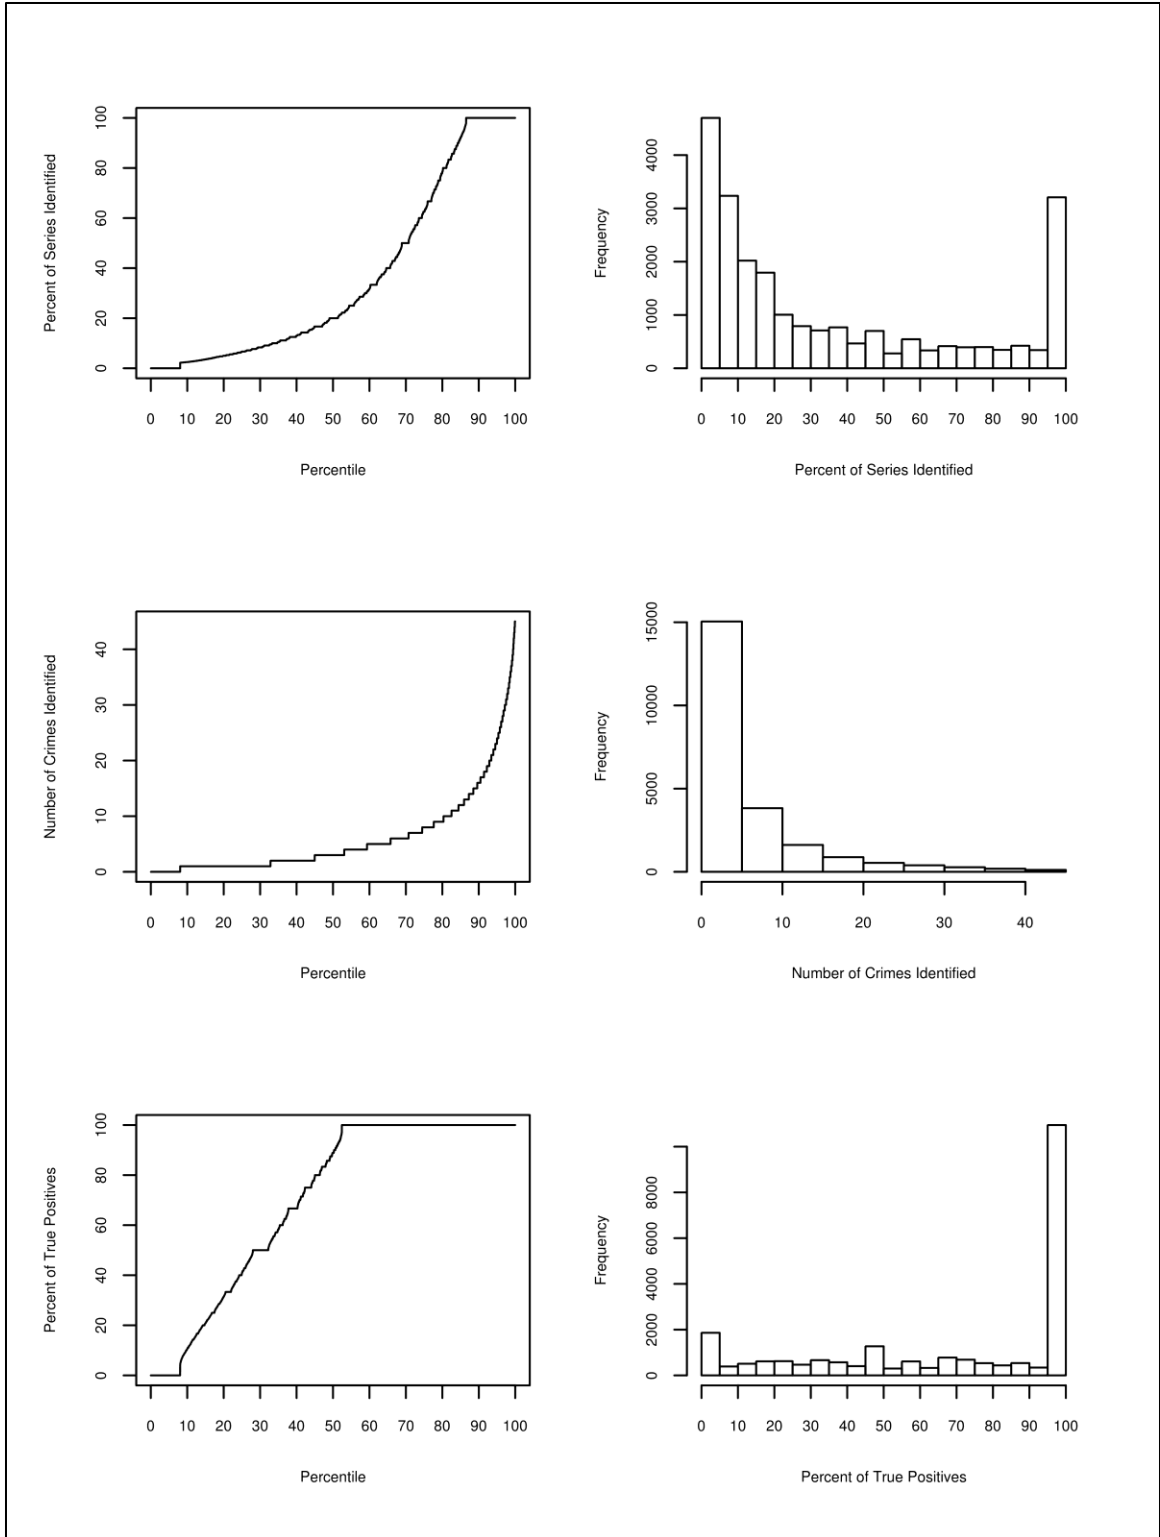 Percent of Series Identified
100
80
60
40
20
0
0 10 20 30 40 50 60 70 80 90 100
Percentile
Frequency
4000
3000
2000
1000
0
0 10 20 30 40 50 60 70 80 90 100
Percent of Series Identified
Number of Crimes Identified
40
30
20
10
0
0 10 20 30 40 50 60 70 80 90 100
Percentile
Frequency
15000
10000
5000
0
0 10 20 30 40
Number of Crimes Identified
Percent of True Positives
100
80
60
40
20
0
0 10 20 30 40 50 60 70 80 90 100
Percentile
Frequency
8000
6000
4000
2000
0
0 10 20 30 40 50 60 70 80 90 100
Percent of True Positives